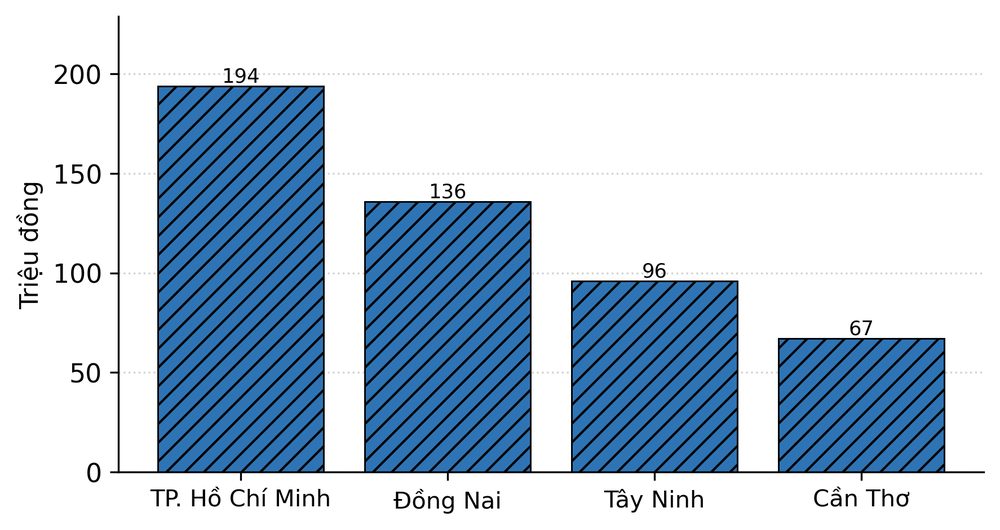 Triệu đồng
200
150
100
50
0
194
136
96
67
TP. Hồ Chí Minh
Đồng Nai
Tây Ninh
Cần Thơ